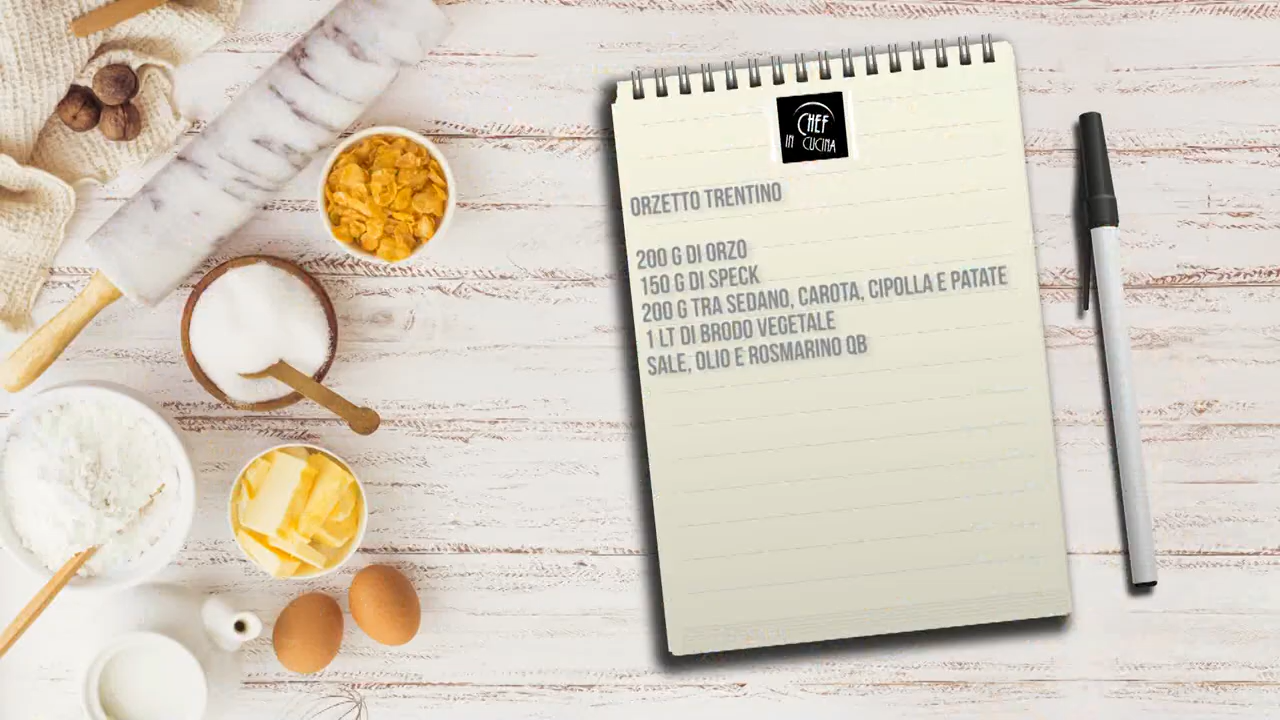 CHEF
IN CUCINA
ORZETTO TRENTINO
200 G DI ORZO
150 G DI SPECK
200 G TRA SEDANO, CAROTA, CIPOLLA E PATATE
1 LT DI BRODO VEGETALE
SALE, OLIO E ROSMARINO QB